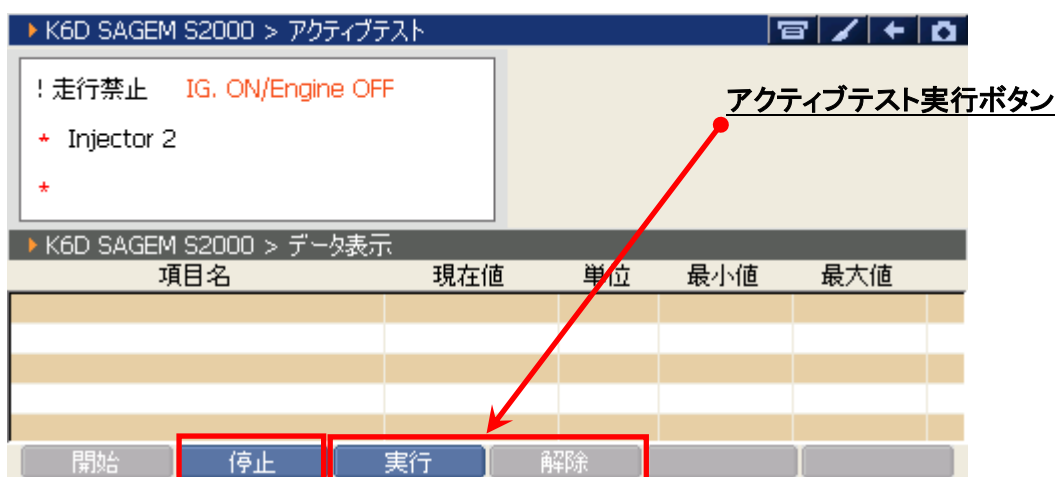 K6D SAGEM S2000 > アクティブテスト
! 走行禁止 IG. ON/Engine OFF
* Injector 2
*
アクティブテスト実行ボタン
K6D SAGEM S2000 > データ表示
項目名 現在値 単位 最小値 最大値
開始 停止 実行 解除